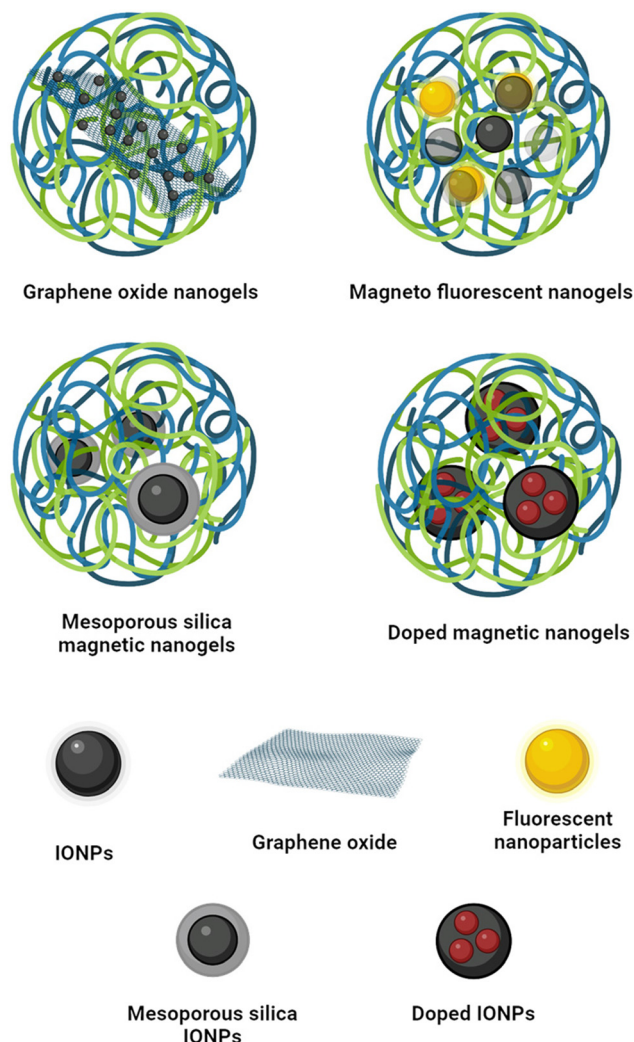 Graphene oxide nanogels
Magneto fluorescent nanogels
Mesoporous silica
magnetic nanogels
Doped magnetic nanogels
IONPs
Graphene oxide
Fluorescent
nanoparticles
Mesoporous silica
IONPs
Doped IONPs